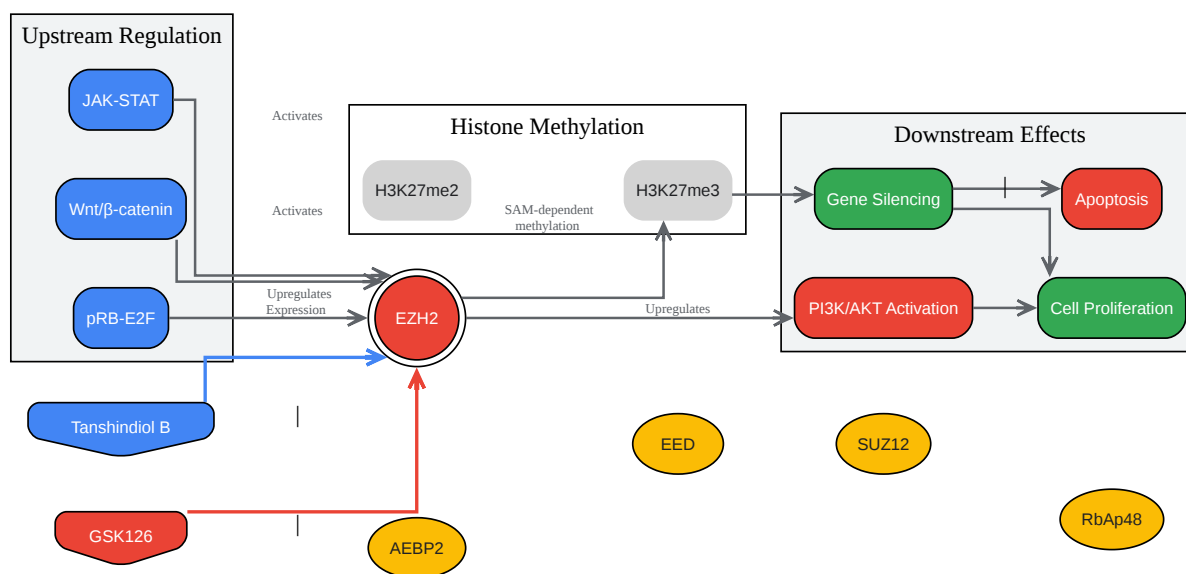 Upstream Regulation
JAK-STAT
Activates
Histone Methylation
Downstream Effects
Wnt/β-catenin
Activates
H3K27me2
SAM-dependent
methylation
H3K27me3
Gene Silencing
|
Apoptosis
pRB-E2F
Upregulates
Expression
EZH2
Upregulates
PI3K/AKT Activation
Cell Proliferation
Tanshindiol B
|
EED
SUZ12
GSK126
|
AEBP2
RbAp48